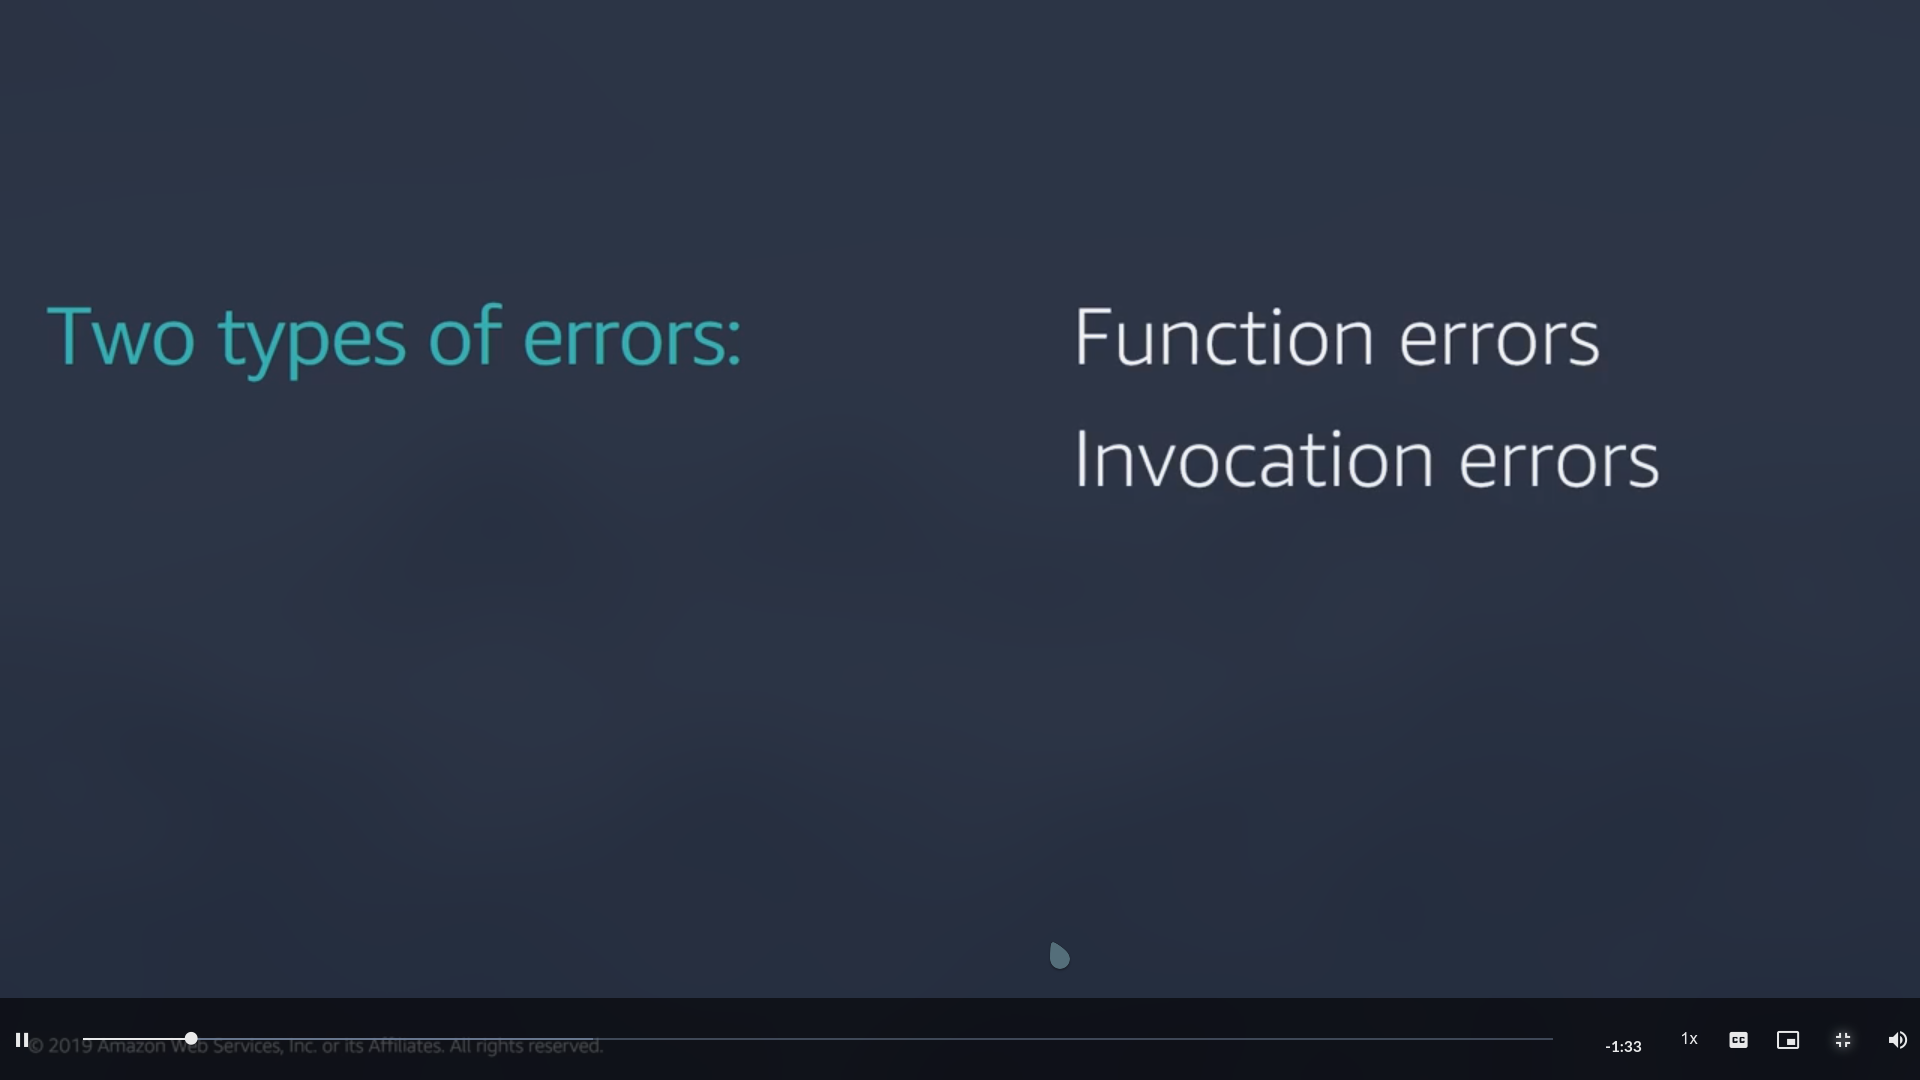 Two types of errors:
Function errors
Invocation errors
© 2019 Amazon Web Services, Inc. or its Affiliates. All rights reserved.
-1:33
1x
CC